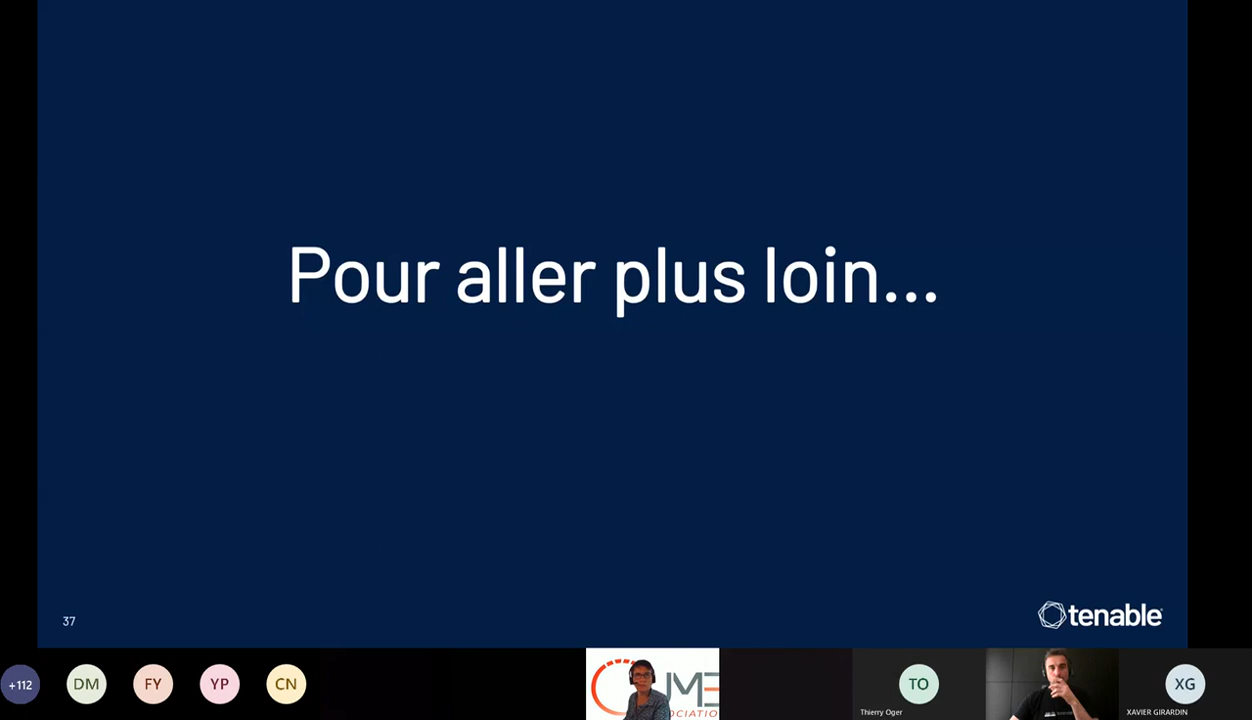 Pour aller plus loin...
37
tenable
+112
DM
FY
YP
CN
TO
Thierry Oger
XG
XAVIER GIRARDIN